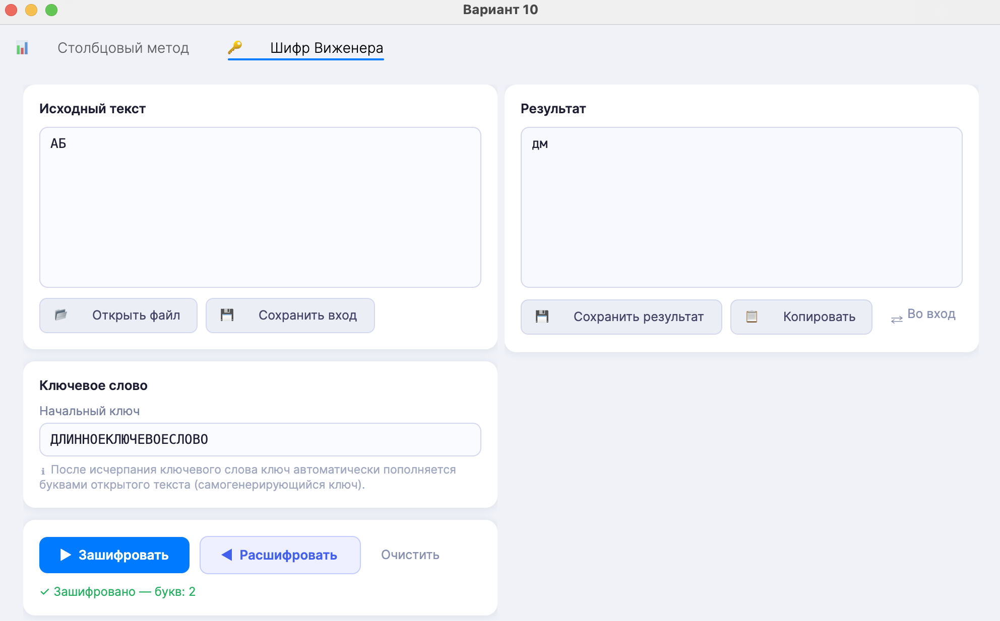 Вариант 10
Столбцовый метод
Шифр Виженера
Исходный текст
АБ
Открыть файл
Сохранить вход
Результат
ДМ
Сохранить результат
Копировать
⇄ Во вход
Ключевое слово
Начальный ключ
ДЛИННОЕКЛЮЧЕВОЕСЛОВО
ℹ После исчерпания ключевого слова ключ автоматически пополняется
буквами открытого текста (самогенерирующийся ключ).
▶ Зашифровать
◀ Расшифровать
Очистить
✓ Зашифровано — букв: 2